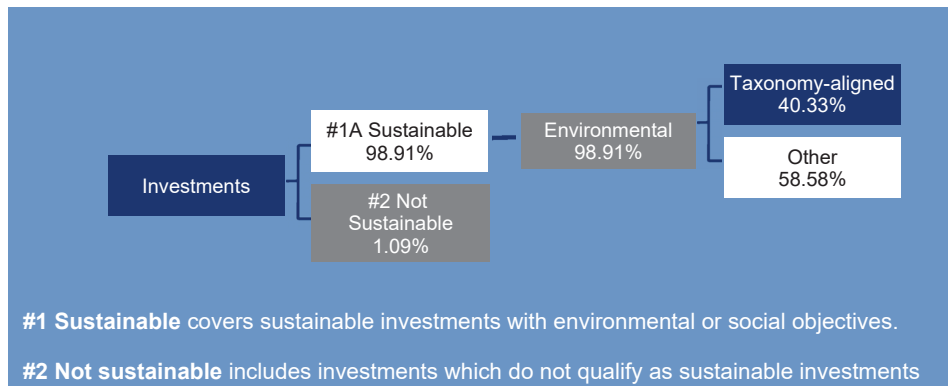 Investments
#1A Sustainable
98.91%
#2 Not
Sustainable
1.09%
Environmental
98.91%
Taxonomy-aligned
40.33%
Other
58.58%
#1 Sustainable covers sustainable investments with environmental or social objectives.
#2 Not sustainable includes investments which do not qualify as sustainable investments